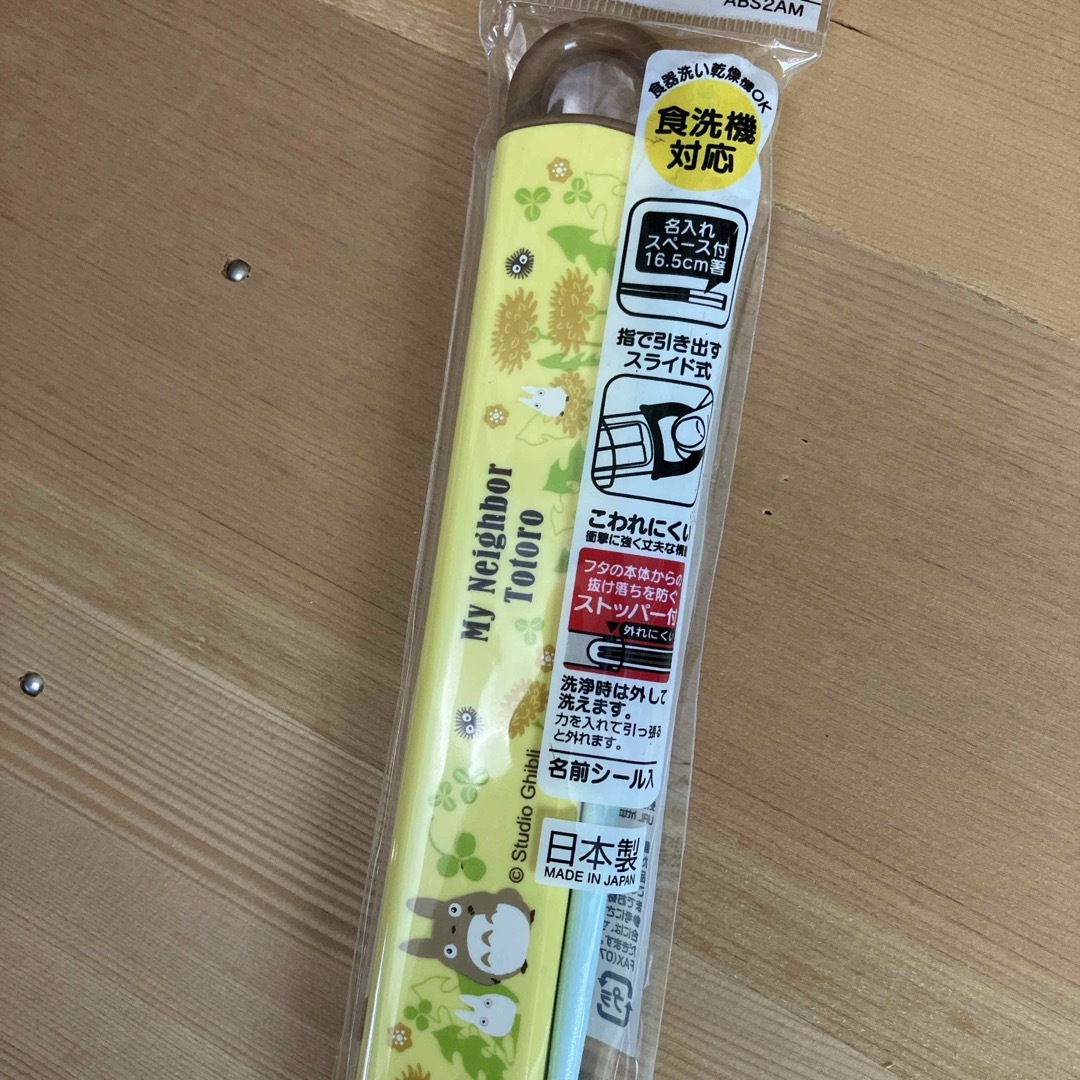 ABS2AM
食器洗い乾燥機OK
食洗機
対応
名入れ
スペース付
16.5cm箸
指で引き出す
スライド式
こわれにくい
衝撃に強く丈夫な構
フタの本体からの
抜け落ちを防ぐ
ストッパー付
外れにくい
洗浄時は外して
洗えます。
力を入れて引っ張る
と外れます。
名前シール入
日本製
MADE IN JAPAN
My Neighbor
Totoro
© Studio Ghibli
FAX(07
プラ